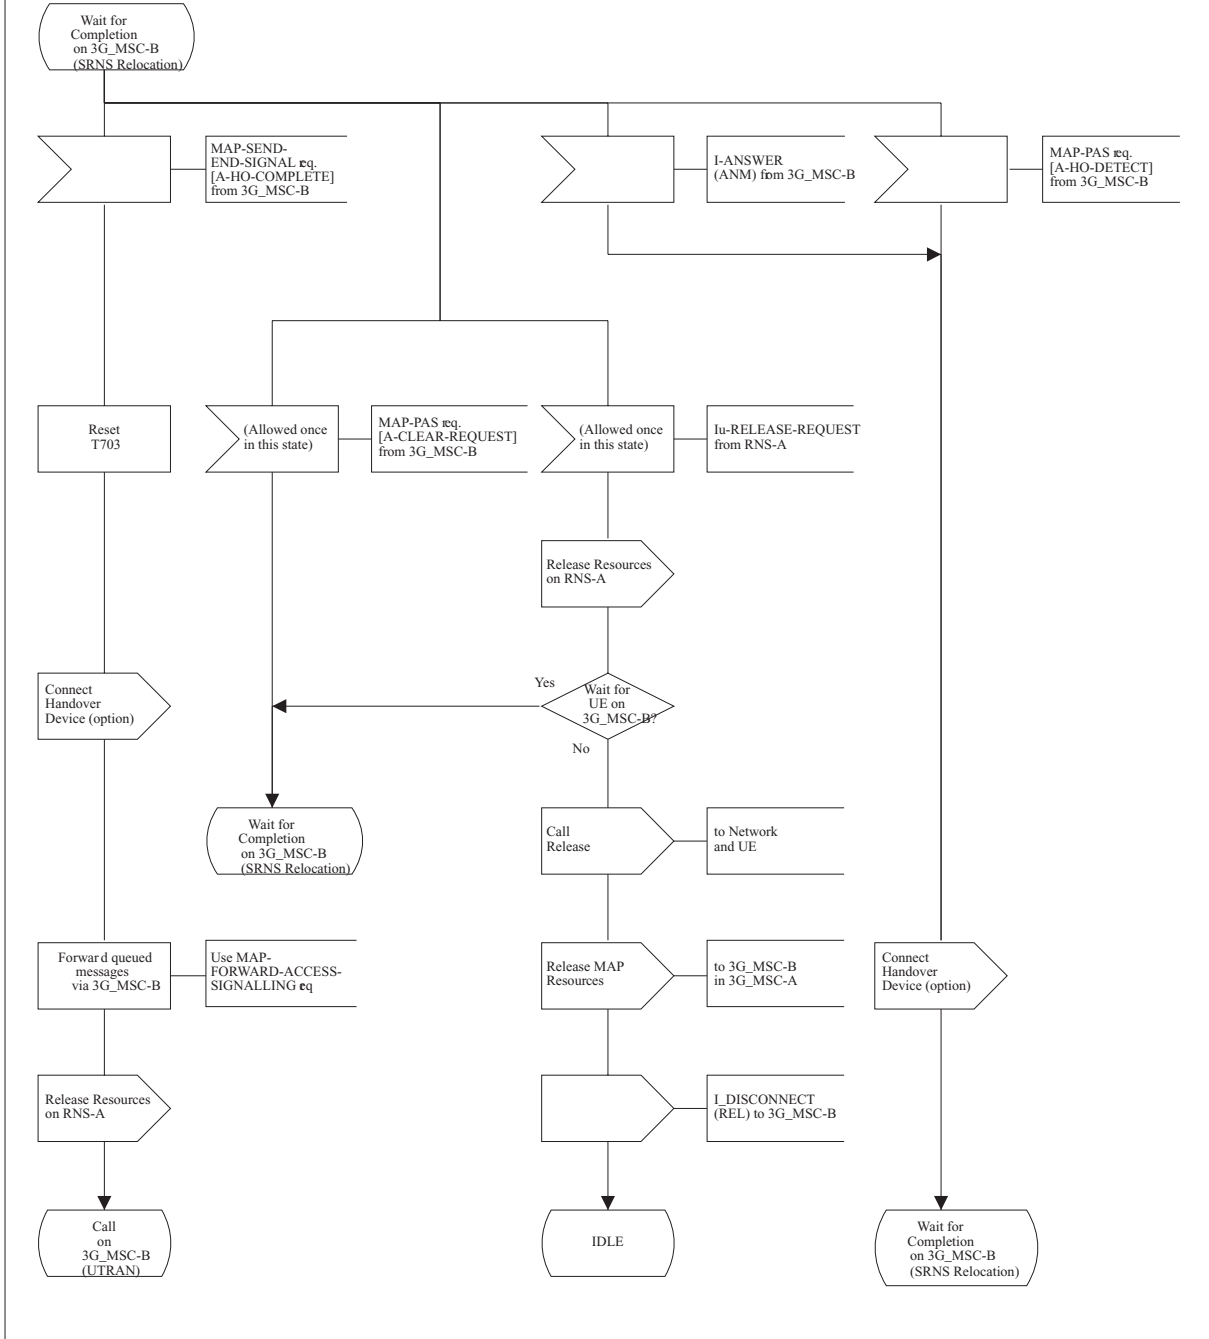 Wait for
Completion
on 3G_MSC-B
(SRNS Relocation)
MAP-SEND-
END-SIGNAL req.
[A-HO-COMPLETE]
from 3G_MSC-B
I-ANSWER
(ANM) from 3G_MSC-B
MAP-PAS req.
[A-HO-DETECT]
from 3G_MSC-B
Reset
T703
(Allowed once
in this state)
MAP-PAS req.
[A-CLEAR-REQUEST]
from 3G_MSC-B
(Allowed once
in this state)
Iu-RELEASE-REQUEST
from RNS-A
Release Resources
on RNS-A
Connect
Handover
Device (option)
Yes
Wait for
UE on
3G_MSC-B?
No
Wait for
Completion
on 3G_MSC-B
(SRNS Relocation)
Call
Release
to Network
and UE
Forward queued
messages
via 3G_MSC-B
Use MAP-
FORWARD-ACCESS-
SIGNALLING req
Release MAP
Resources
to 3G_MSC-B
in 3G_MSC-A
Connect
Handover
Device (option)
Release Resources
on RNS-A
I_DISCONNECT
(REL) to 3G_MSC-B
Call
on
3G_MSC-B
(UTRAN)
IDLE
Wait for
Completion
on 3G_MSC-B
(SRNS Relocation)